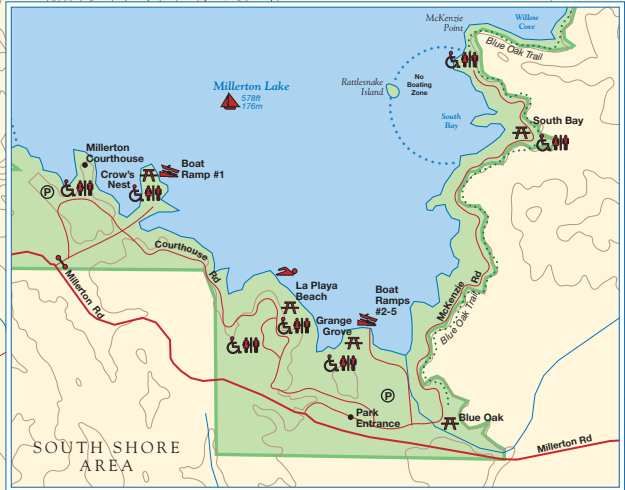 McKenzie
Point
Willow
Cove
Blue Oak Trail
Millerton Lake
578ft
176m
Rattlesnake
Island
No
Boating
Zone
South
Bay
South Bay
Millerton
Courthouse
Crow's
Nest
Boat
Ramp #1
P
Courthouse Rd
Millerton Rd
La Playa
Beach
Boat
Ramps
#2-5
Grange
Grove
McKenzie Rd
Blue Oak Trail
P
Park
Entrance
Blue Oak
Millerton Rd
SOUTH SHORE
AREA